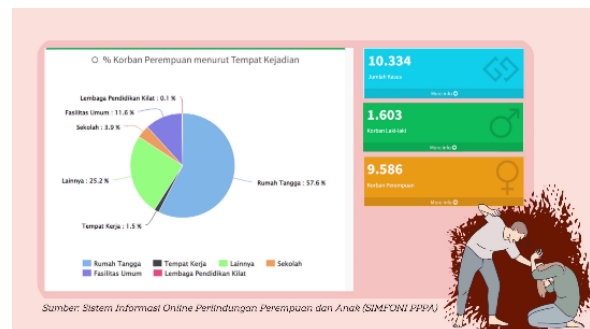 % Korban Perempuan menurut Tempat Kejadian
Lembaga Pendidikan Kilat : 0.1 %
Fasilitas Umum : 11.6 %
Sekolah : 3.9 %
Lainnya : 25.2 %
Rumah Tangga : 57.6 %
Tempat Kerja : 1.5 %
Rumah Tangga Tempat Kerja Lainnya Sekolah
Fasilitas Umum Lembaga Pendidikan Kilat
10.334
Jumlah Kasus
More info
1.603
Korban Laki-laki
More info
9.586
Korban Perempuan
More info
Sumber: Sistem Informasi Online Perlindungan Perempuan dan Anak (SIMFONI PPPA)